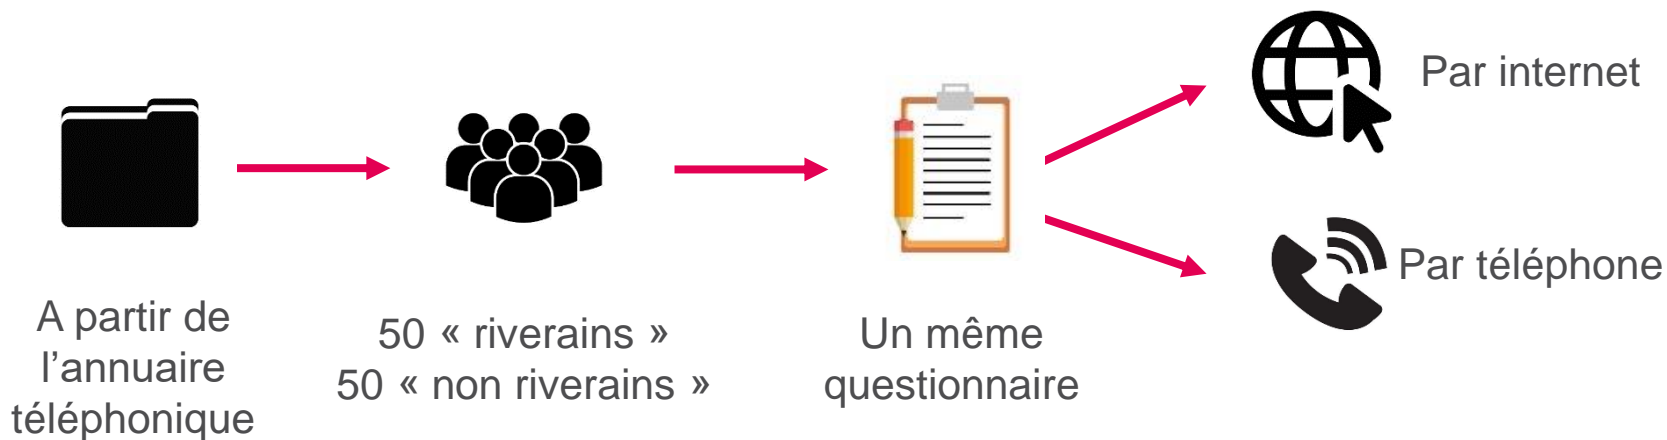 A partir de
l’annuaire
téléphonique
50 « riverains »
50 « non riverains »
Un même
questionnaire
Par internet
Par téléphone